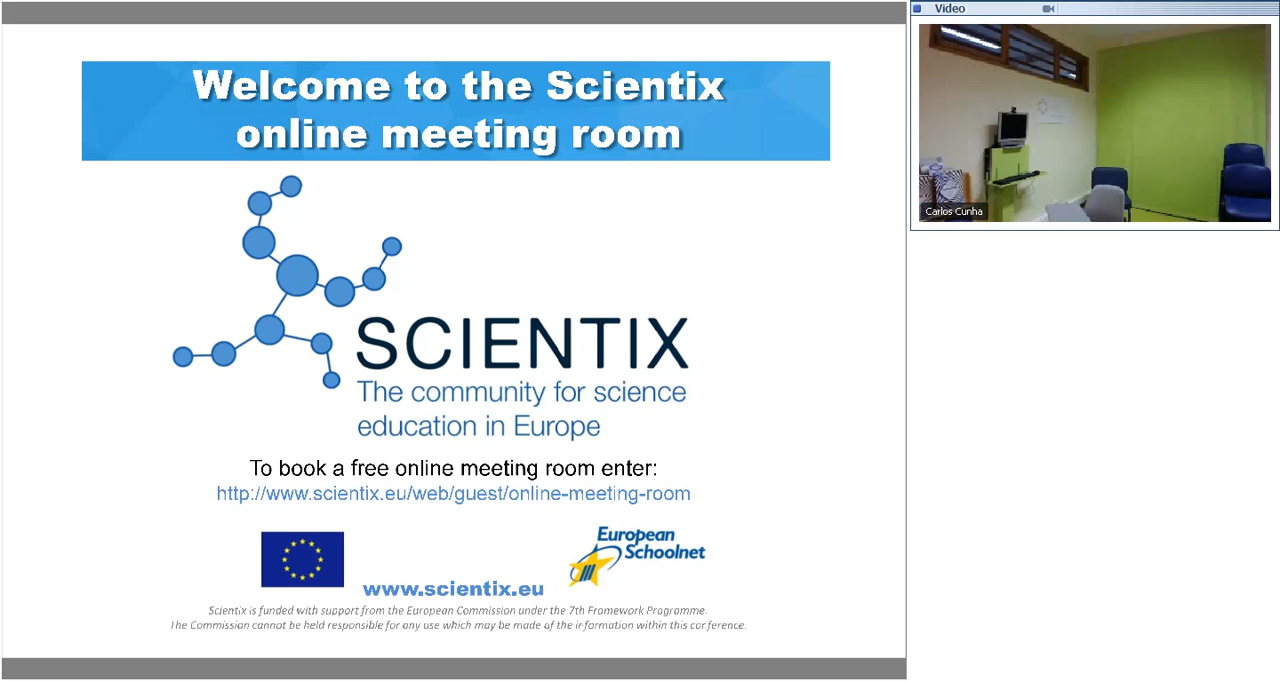 Welcome to the Scientix
online meeting room
SCIENTIX
The community for science
education in Europe
To book a free online meeting room enter:
http://www.scientix.eu/web/guest/online-meeting-room
European
Schoolnet
www.scientix.eu
Scientix is funded with support from the European Commission under the 7th Framework Programme.
The Commission cannot be held responsible for any use which may be made of the information within this conference.
Video
Carlos Cunha